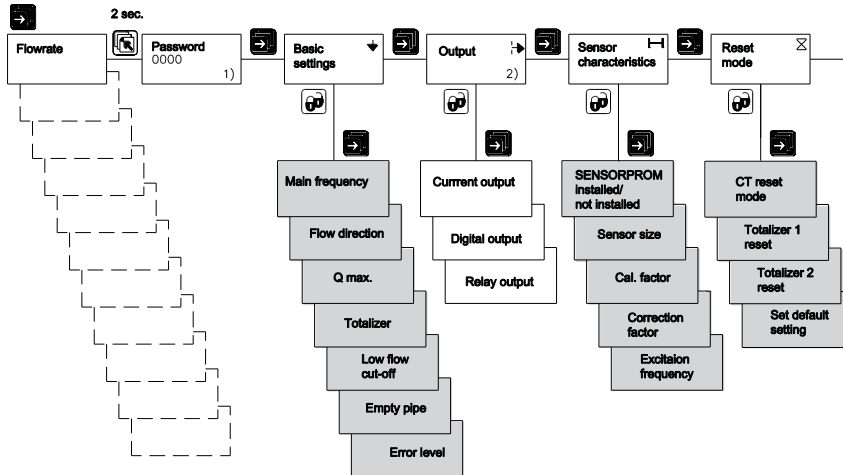 2 sec.
Flowrate
Password
0000
1)
Basic
settings
Output
2)
Sensor
characteristics
Reset
mode
Main frequency
Flow direction
Q max.
Totalizer
Low flow
cut-off
Empty pipe
Error level
Currrent output
Digital output
Relay output
SENSORPROM
installed/
not installed
Sensor size
Cal. factor
Correction
factor
Excitaion
frequency
CT reset
mode
Totalizer 1
reset
Totalizer 2
reset
Set default
setting